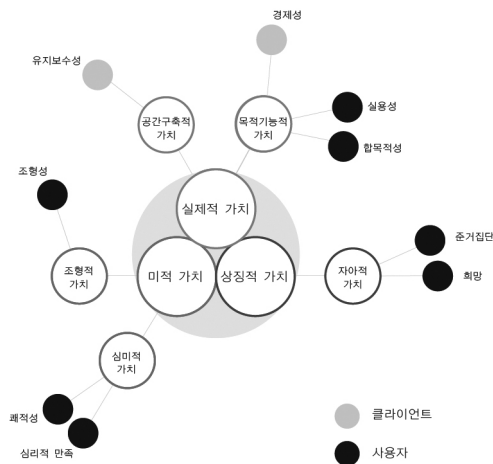 경제성
유지보수성
공간구축적
가치
목적기능적
가치
실용성
합목적성
조형성
실제적 가치
준거집단
미적 가치
상징적 가치
조형적
가치
자아적
가치
희망
심미적
가치
쾌적성
심리적 만족
클라이언트
사용자